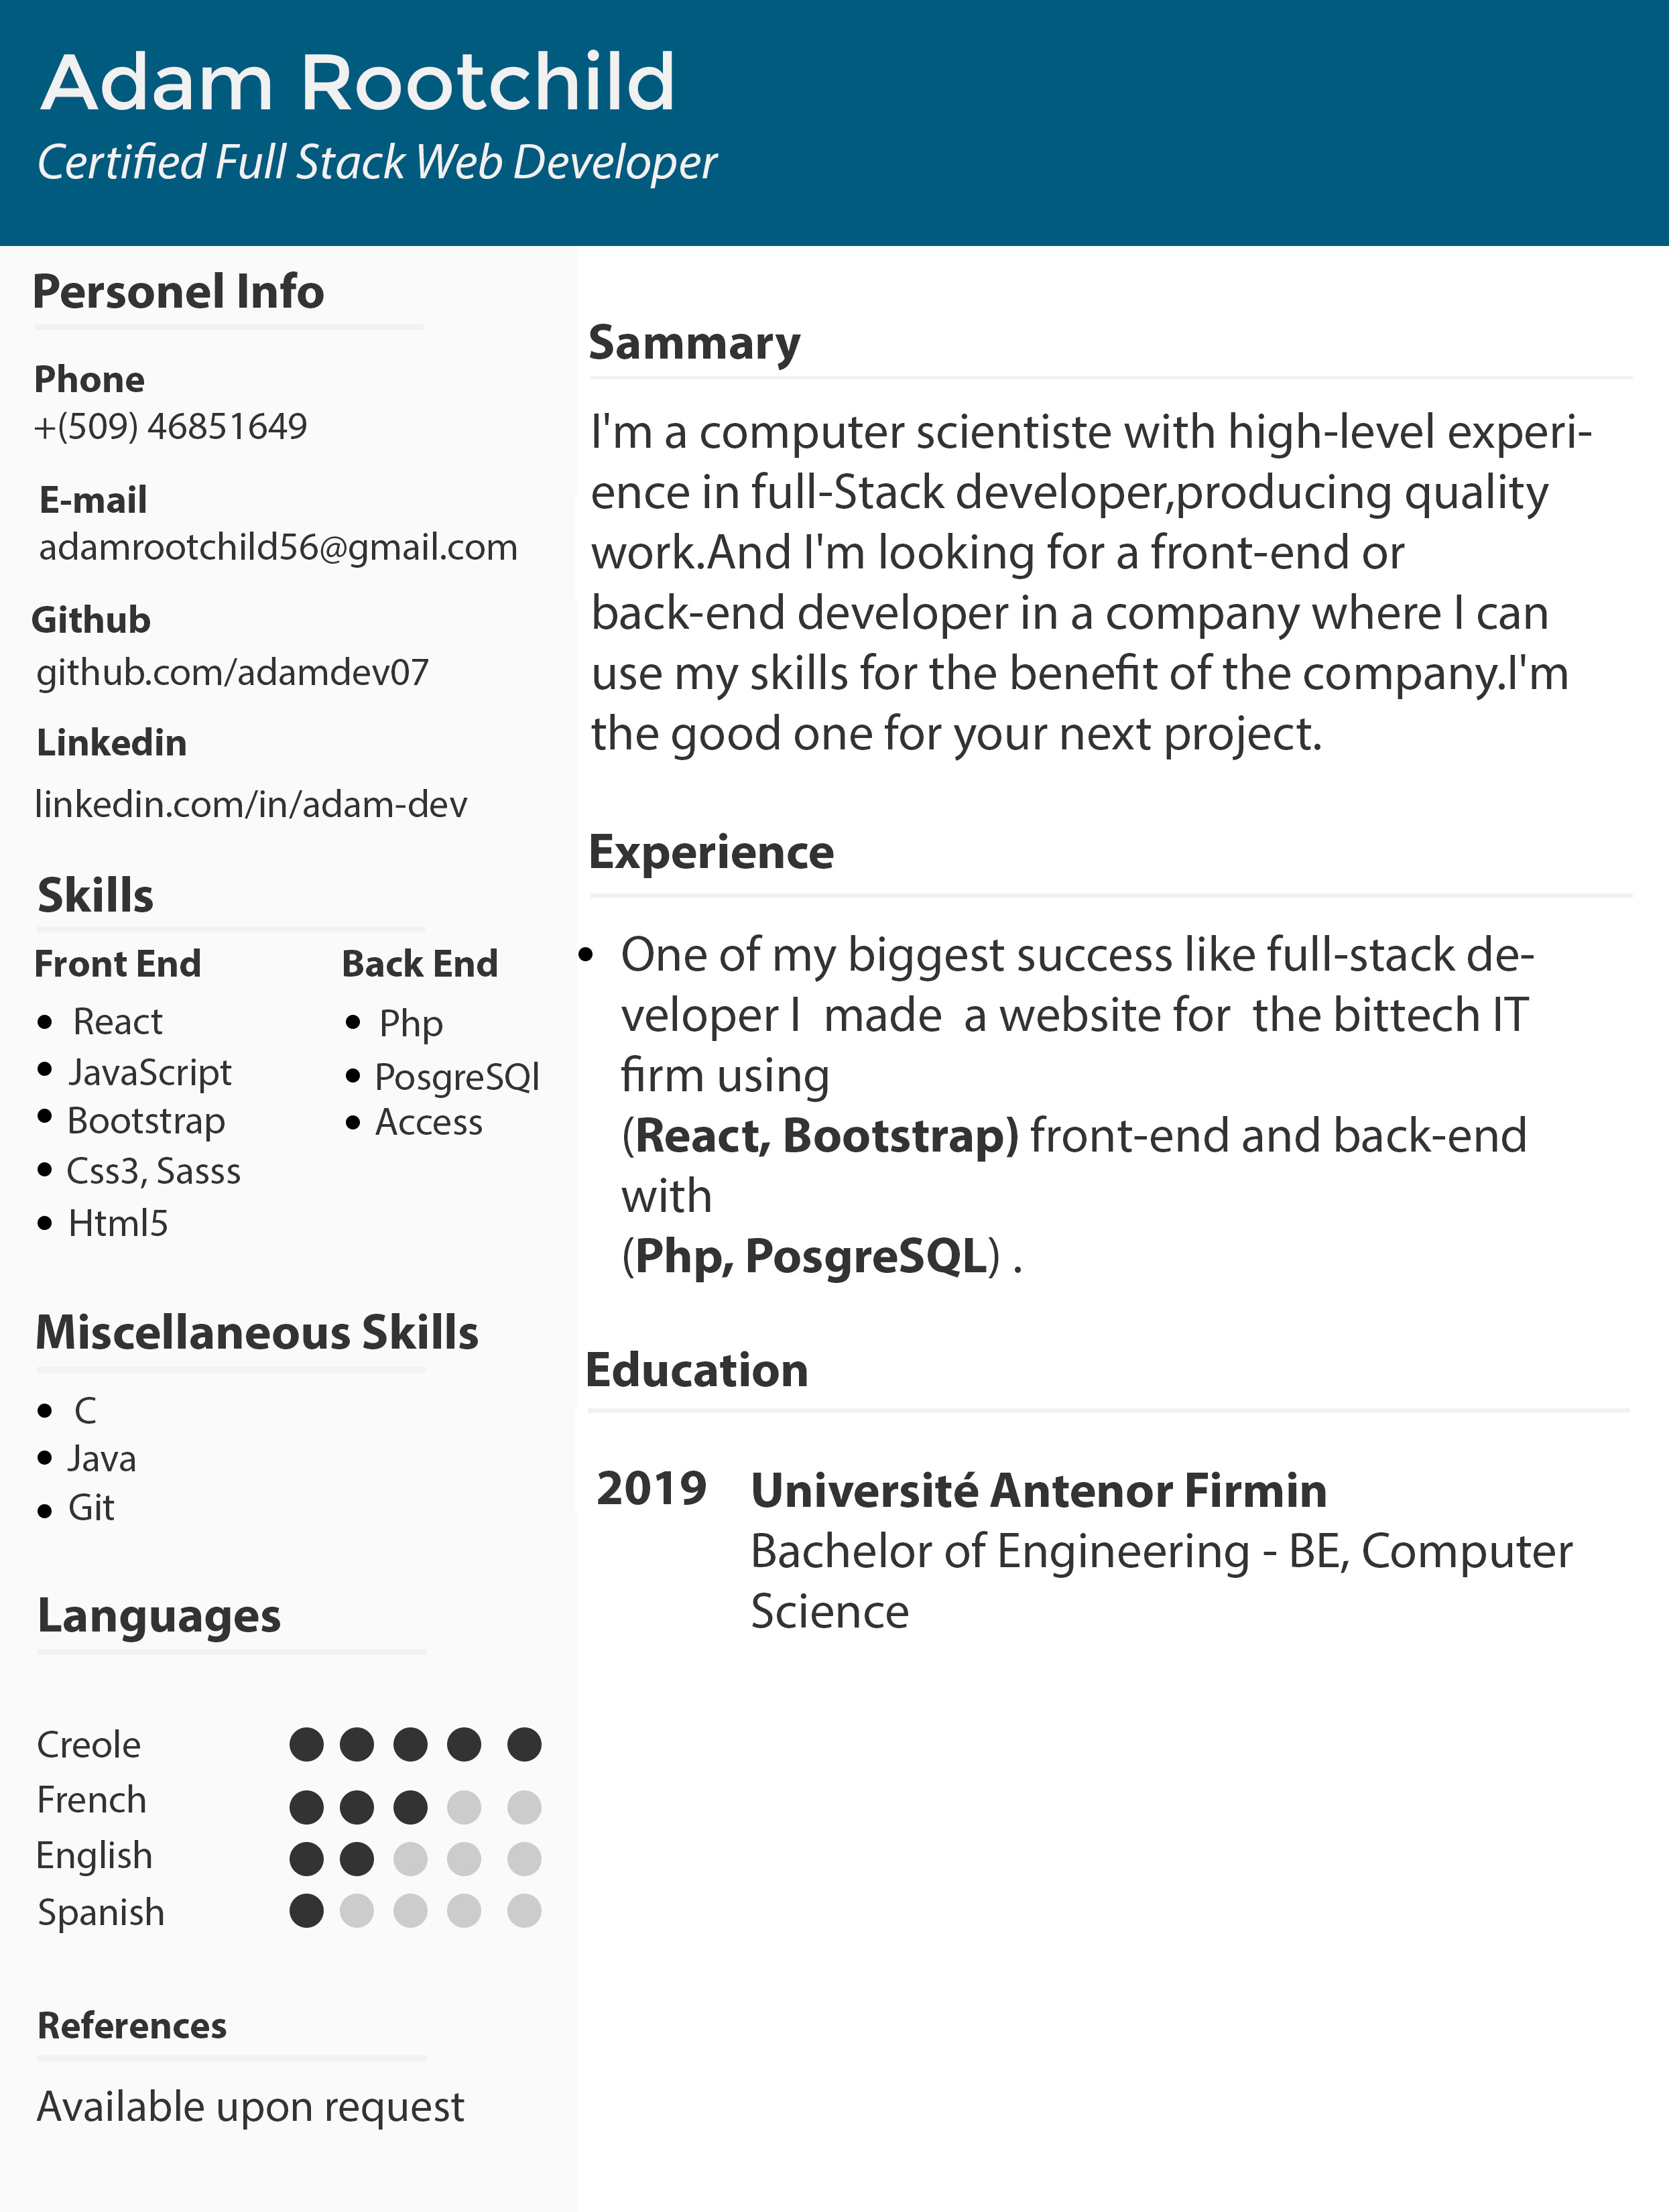 Adam Rootchild
Certified Full Stack Web Developer
Personel Info
Phone
+(509) 46851649
E-mail
adamrootchild56@gmail.com
Github
github.com/adamdev07
Linkedin
linkedin.com/in/adam-dev
Skills
Front End
• React
• JavaScript
• Bootstrap
• Css3, Sasss
• Html5
Back End
• Php
• PosgreSQl
• Access
Miscellaneous Skills
• C
• Java
• Git
Languages
Creole
French
English
Spanish
References
Available upon request
Sammary
I'm a computer scientiste with high-level experi-
ence in full-Stack developer,producing quality
work.And I'm looking for a front-end or
back-end developer in a company where I can
use my skills for the benefit of the company.I'm
the good one for your next project.
Experience
• One of my biggest success like full-stack de-
veloper I made a website for the bittech IT
firm using
(React, Bootstrap) front-end and back-end
with
(Php, PosgreSQL) .
Education
2019 Université Antenor Firmin
Bachelor of Engineering - BE, Computer
Science